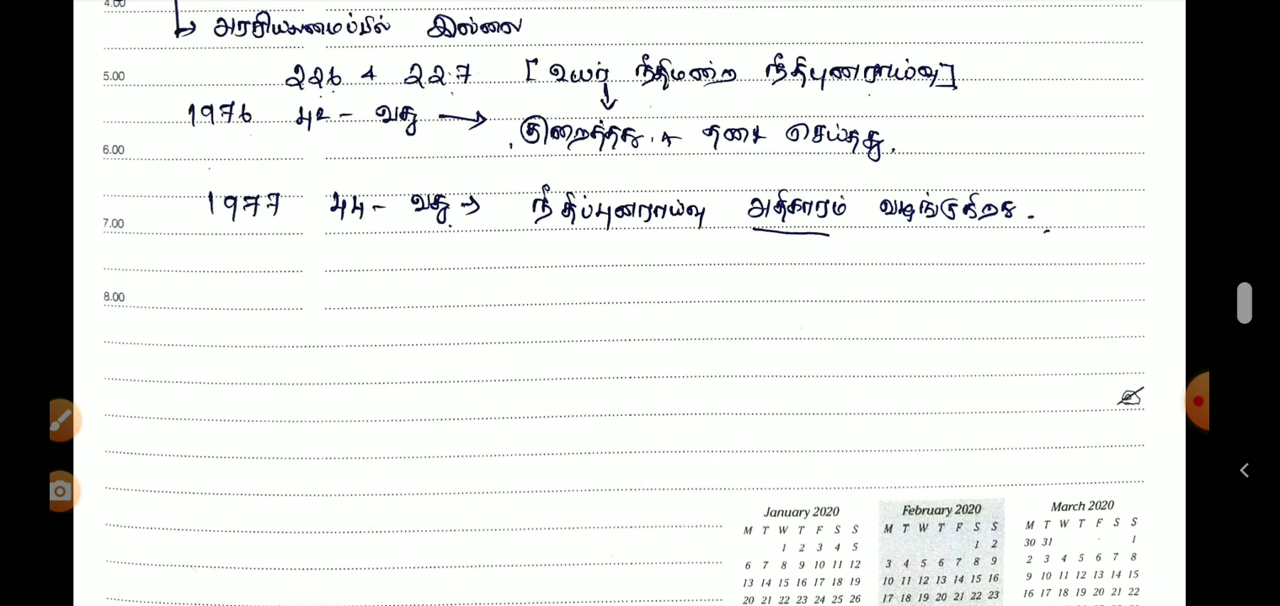 4.00
↳ அரசியலமைப்பில் இல்லை
5.00 226 & 227 [உயர் நீதிமன்ற நீதிபுனராய்வு]
1976 42 - வது → குறைத்தது. + தடை செய்தது.
6.00
1977 44 - வது → நீதிப்புனராய்வு அதிகாரம் வழங்குகிறது.
7.00
8.00
January 2020 February 2020 March 2020
M T W T F S S M T W T F S S M T W T F S S
1 2 3 4 5 1 2 30 31 1
6 7 8 9 10 11 12 3 4 5 6 7 8 9 2 3 4 5 6 7 8
13 14 15 16 17 18 19 10 11 12 13 14 15 16 9 10 11 12 13 14 15
20 21 22 23 24 25 26 17 18 19 20 21 22 23 16 17 18 19 20 21 22